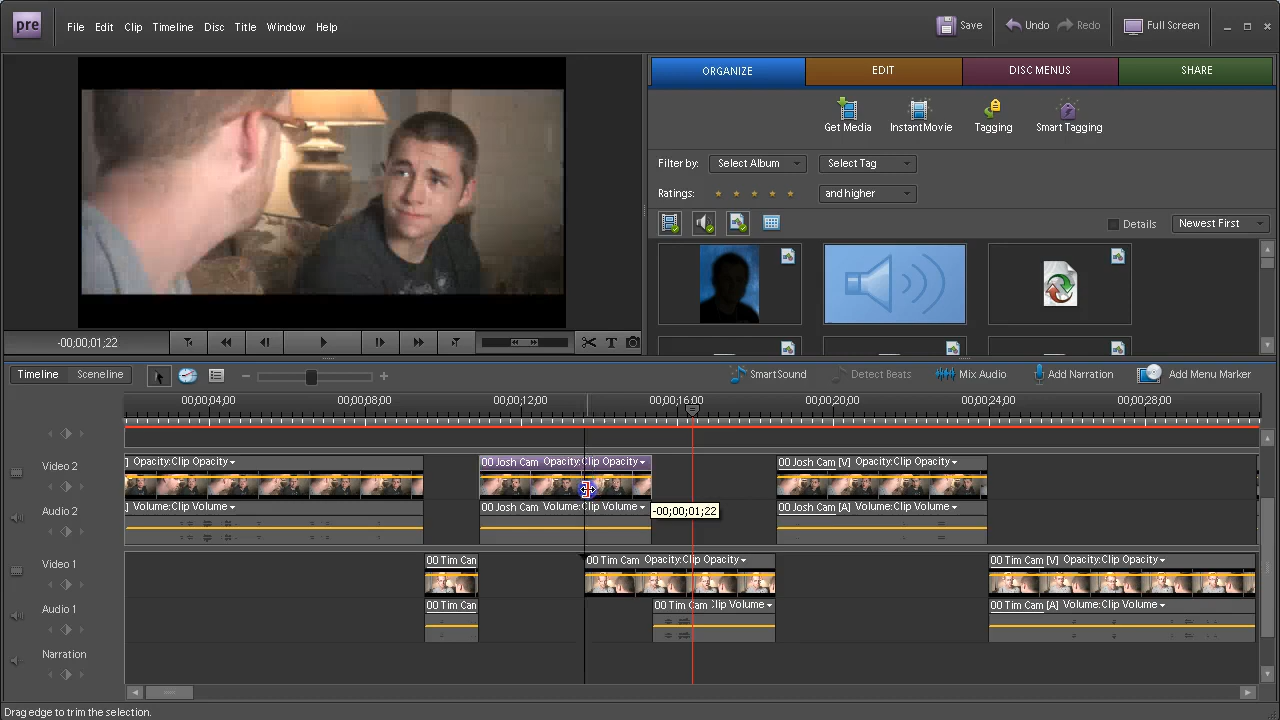 pre File Edit Clip Timeline Disc Title Window Help Save Undo Redo Full Screen
ORGANIZE EDIT DISC MENUS SHARE
Get Media InstantMovie Tagging Smart Tagging
Filter by: Select Album Select Tag
Ratings: and higher
Details Newest First
-00;00;01;22
Timeline Sceneline SmartSound Detect Beats Mix Audio Add Narration Add Menu Marker
00;00;04;00 00;00;08;00 00;00;12;00 00;00;16;00 00;00;20;00 00;00;24;00 00;00;28;00
Video 2 ] Opacity:Clip Opacity 00 Josh Cam Opacity:Clip Opacity 00 Josh Cam [V] Opacity:Clip Opacity
Audio 2 ] Volume:Clip Volume 00 Josh Cam Volume:Clip Volume 00 Josh Cam [A] Volume:Clip Volume
-00;00;01;22
Video 1 00 Tim Can 00 Tim Cam Opacity:Clip Opacity 00 Tim Cam [V] Opacity:Clip Opacity
Audio 1 00 Tim Can 00 Tim Cam :lip Volume 00 Tim Cam [A] Volume:Clip Volume
Narration
Drag edge to trim the selection.